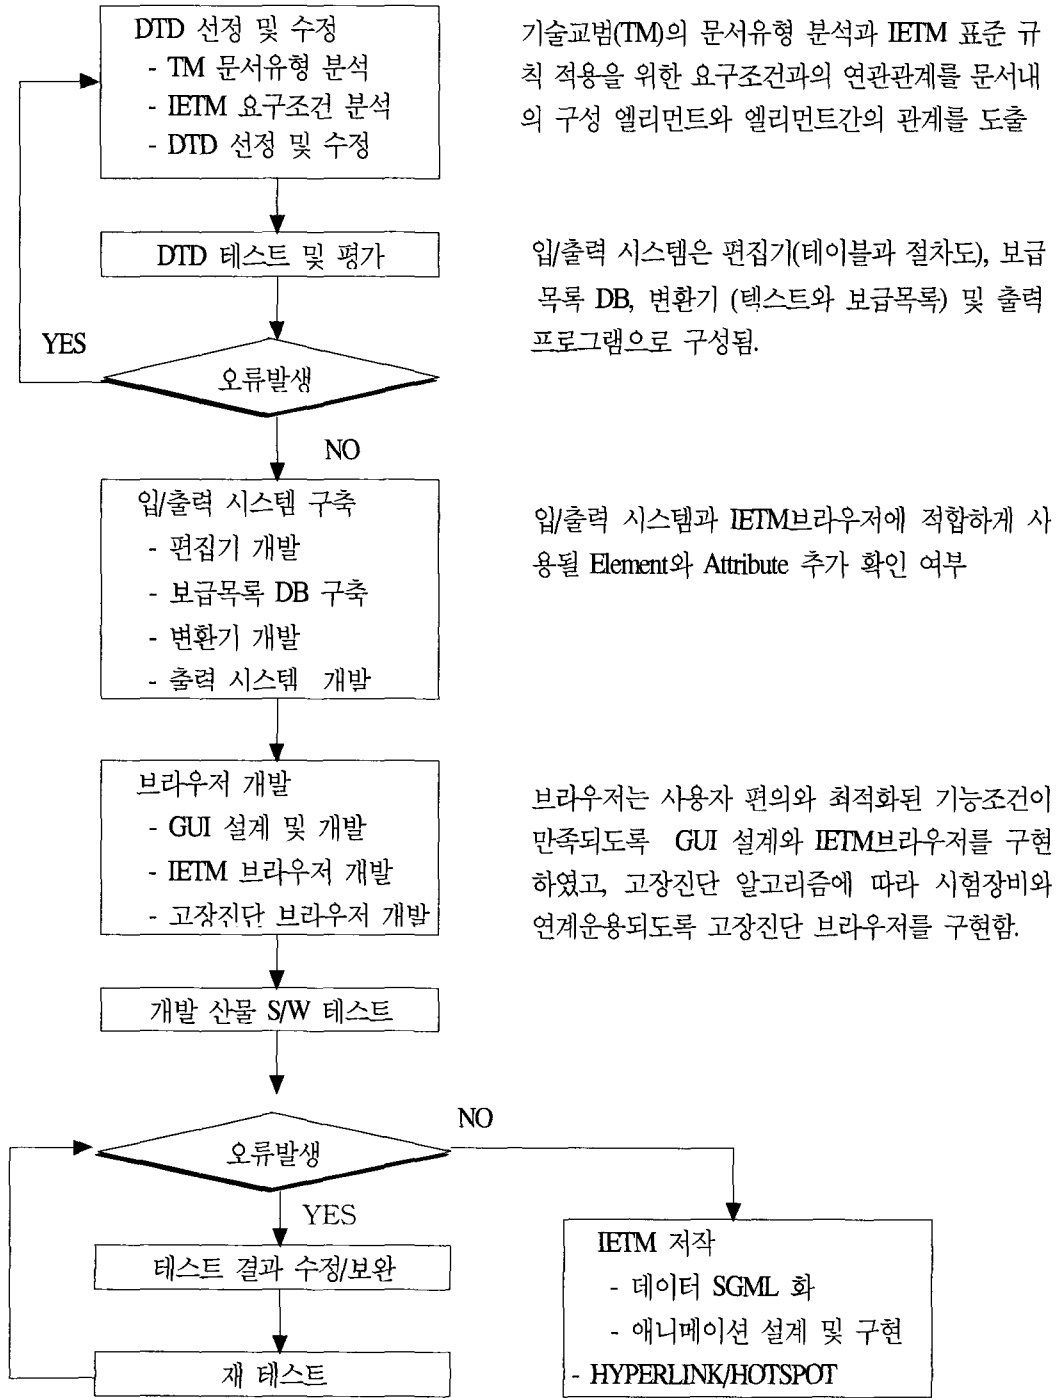 DTD 선정 및 수정
- TM 문서유형 분석
- IETM 요구조건 분석
- DTD 선정 및 수정
기술교범(TM)의 문서유형 분석과 IETM 표준 규
칙 적용을 위한 요구조건과의 연관관계를 문서내
의 구성 엘리먼트와 엘리먼트간의 관계를 도출
DTD 테스트 및 평가
입/출력 시스템은 편집기(테이블과 절차도), 보급
목록 DB, 변환기 (텍스트와 보급목록) 및 출력
프로그램으로 구성됨.
YES
오류발생
NO
입/출력 시스템 구축
- 편집기 개발
- 보급목록 DB 구축
- 변환기 개발
- 출력 시스템 개발
입/출력 시스템과 IETM브라우저에 적합하게 사
용될 Element와 Attribute 추가 확인 여부
브라우저 개발
- GUI 설계 및 개발
- IETM 브라우저 개발
- 고장진단 브라우저 개발
브라우저는 사용자 편의와 최적화된 기능조건이
만족되도록 GUI 설계와 IETM브라우저를 구현
하였고, 고장진단 알고리즘에 따라 시험장비와
연계운용되도록 고장진단 브라우저를 구현함.
개발 산물 S/W 테스트
NO
오류발생
YES
테스트 결과 수정/보완
재 테스트
IETM 저작
- 데이터 SGML 화
- 애니메이션 설계 및 구현
- HYPERLINK/HOTSPOT